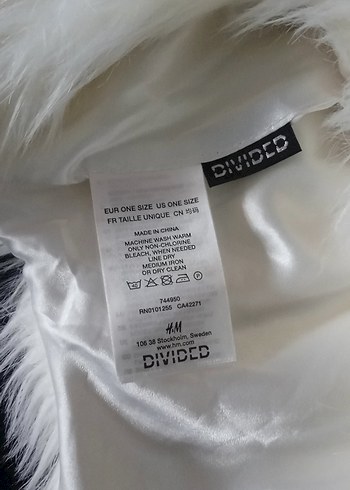 DIVIDED
EUR ONE SIZE US ONE SIZE
FR TAILLE UNIQUE CN 均码
MADE IN CHINA
MACHINE WASH WARM
ONLY NON-CHLORINE
BLEACH, WHEN NEEDED
LINE DRY
MEDIUM IRON
OR DRY CLEAN
744950
RN0101255 CA42271
H&M
106 38 Stockholm, Sweden
www.hm.com
DIVIDED